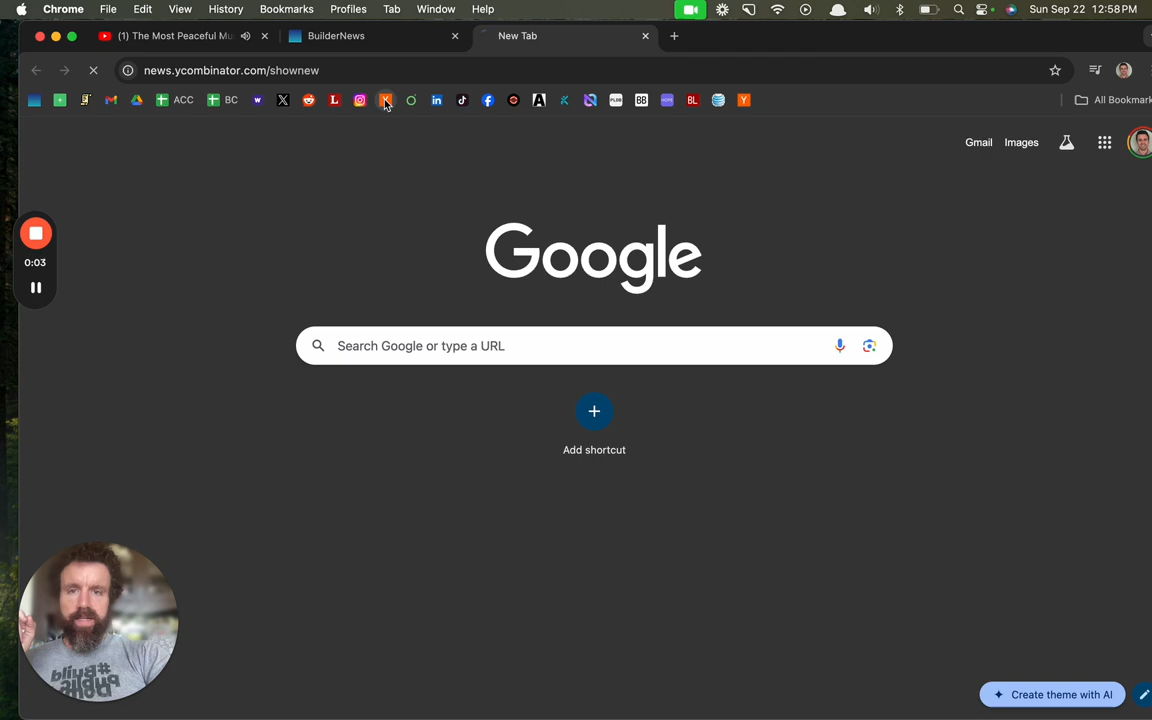 Chrome File Edit View History Bookmarks Profiles Tab Window Help Sun Sep 22 12:58 PM
(1) The Most Peaceful Mu BuilderNews New Tab
news.ycombinator.com/shownew
ACC BC All Bookmark
Gmail Images
Google
0:03
Search Google or type a URL
Add shortcut
Create theme with AI